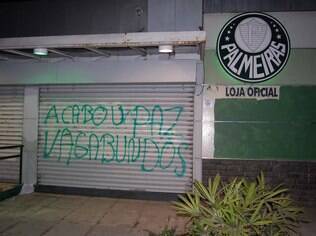 PALMEIRAS
LOJA OFICIAL
ACABOU PAZ
VAGABUNDOS